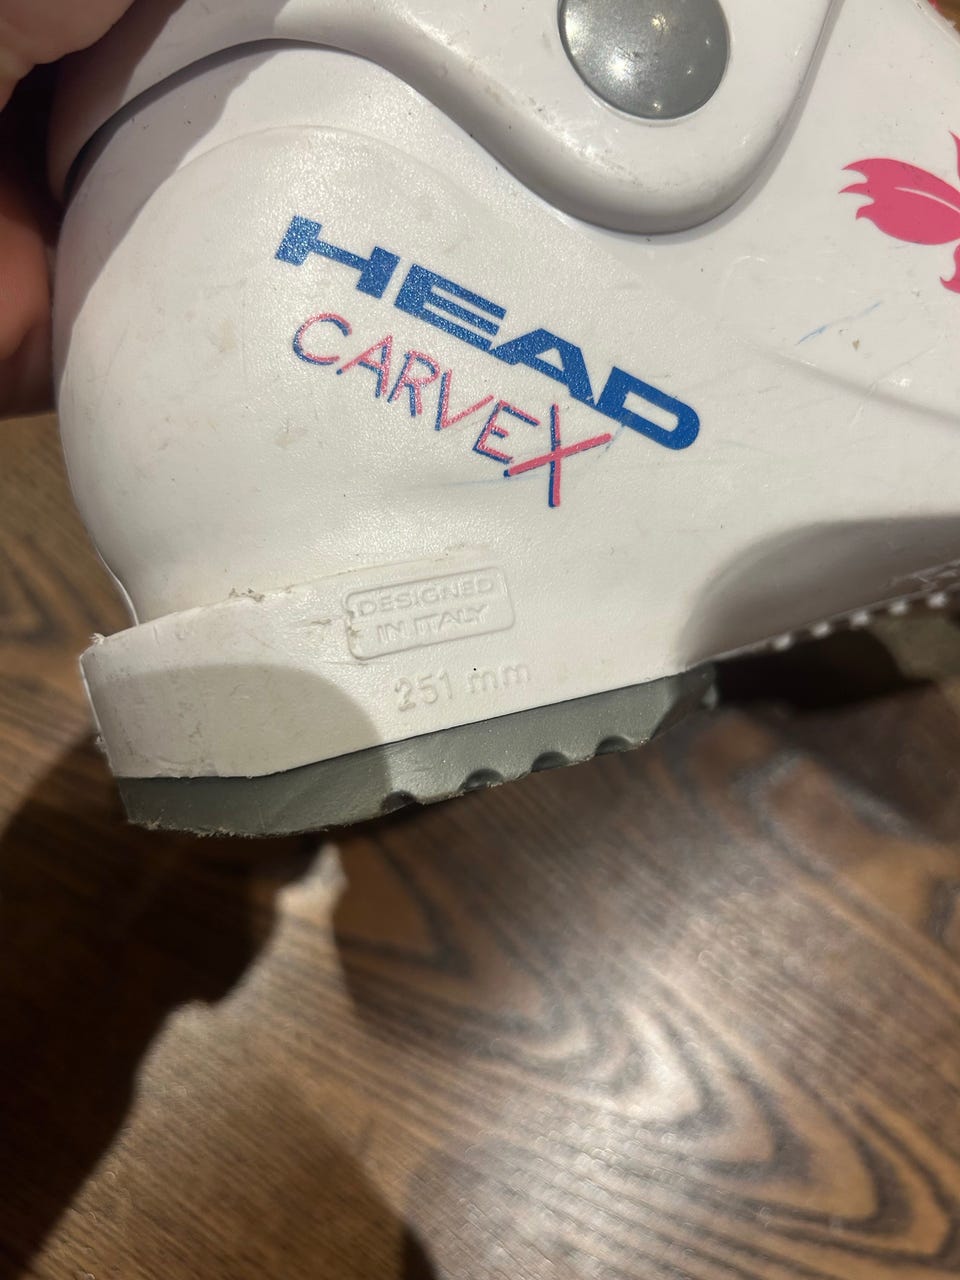 HEAD
CARVEX
DESIGNED
IN ITALY
251 mm